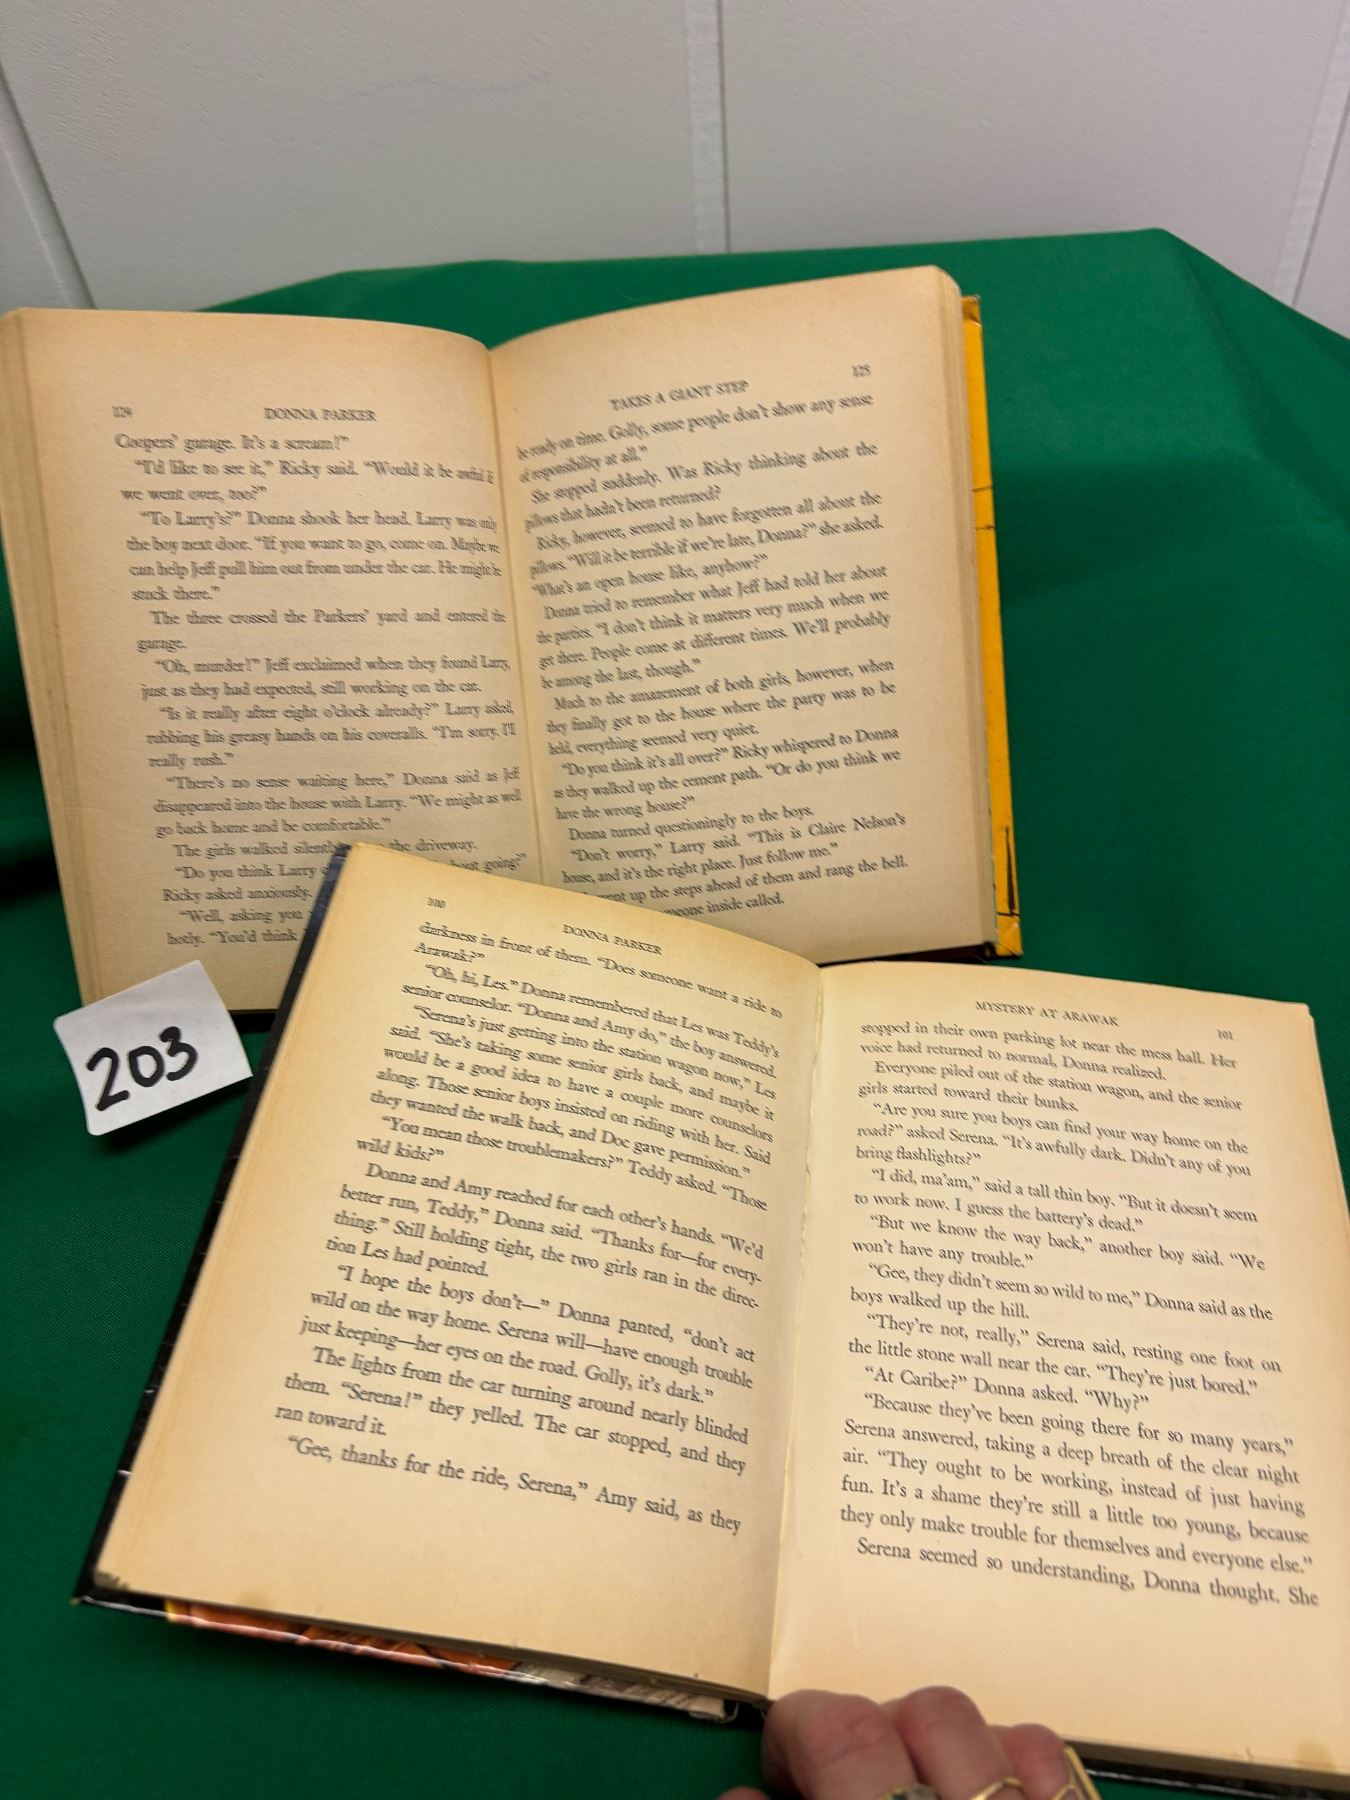 124 DONNA PARKER
Coopers' garage. It's a scream!"
"I'd like to see it," Ricky said. "Would it be awful if
we went over, too?"
"To Larry's?" Donna shook her head. Larry was only
the boy next door. "If you want to go, come on. Maybe we
can help Jeff pull him out from under the car. He might be
stuck there."
The three crossed the Parkers' yard and entered the
garage.
"Oh, murder!" Jeff exclaimed when they found Larry,
just as they had expected, still working on the car.
"Is it really after eight o'clock already?" Larry asked,
rubbing his greasy hands on his coveralls. "I'm sorry. I'll
really rush."
"There's no sense waiting here," Donna said as Jeff
disappeared into the house with Larry. "We might as well
go back home and be comfortable."
The girls walked silently the driveway.
"Do you think Larry about going?"
Ricky asked anxiously.
"Well, asking you
hotly. "You'd think
TAKES A GIANT STEP 125
be ready on time. Golly, some people don't show any sense
of responsibility at all."
She stopped suddenly. Was Ricky thinking about the
pillows that hadn't been returned?
Ricky, however, seemed to have forgotten all about the
pillows. "Will it be terrible if we're late, Donna?" she asked.
"What's an open house like, anyhow?"
Donna tried to remember what Jeff had told her about
the parties. "I don't think it matters very much when we
get there. People come at different times. We'll probably
be among the last, though."
Much to the amazement of both girls, however, when
they finally got to the house where the party was to be
held, everything seemed very quiet.
"Do you think it's all over?" Ricky whispered to Donna
as they walked up the cement path. "Or do you think we
have the wrong house?"
Donna turned questioningly to the boys.
"Don't worry," Larry said. "This is Claire Nelson's
house, and it's the right place. Just follow me."
went up the steps ahead of them and rang the bell.
someone inside called.
203
100 DONNA PARKER
darkness in front of them. "Does someone want a ride to
Arawak?"
"Oh, hi, Les." Donna remembered that Les was Teddy's
senior counselor. "Donna and Amy do," the boy answered.
"Serena's just getting into the station wagon now," Les
said. "She's taking some senior girls back, and maybe it
would be a good idea to have a couple more counselors
along. Those senior boys insisted on riding with her. Said
they wanted the walk back, and Doc gave permission."
"You mean those troublemakers?" Teddy asked. "Those
wild kids?"
Donna and Amy reached for each other's hands. "We'd
better run, Teddy," Donna said. "Thanks for—for every-
thing." Still holding tight, the two girls ran in the direc-
tion Les had pointed.
"I hope the boys don't—" Donna panted, "don't act
wild on the way home. Serena will—have enough trouble
just keeping—her eyes on the road. Golly, it's dark."
The lights from the car turning around nearly blinded
them. "Serena!" they yelled. The car stopped, and they
ran toward it.
"Gee, thanks for the ride, Serena," Amy said, as they
MYSTERY AT ARAWAK 101
stopped in their own parking lot near the mess hall. Her
voice had returned to normal, Donna realized.
Everyone piled out of the station wagon, and the senior
girls started toward their bunks.
"Are you sure you boys can find your way home on the
road?" asked Serena. "It's awfully dark. Didn't any of you
bring flashlights?"
"I did, ma'am," said a tall thin boy. "But it doesn't seem
to work now. I guess the battery's dead."
"But we know the way back," another boy said. "We
won't have any trouble."
"Gee, they didn't seem so wild to me," Donna said as the
boys walked up the hill.
"They're not, really," Serena said, resting one foot on
the little stone wall near the car. "They're just bored."
"At Caribe?" Donna asked. "Why?"
"Because they've been going there for so many years,"
Serena answered, taking a deep breath of the clear night
air. "They ought to be working, instead of just having
fun. It's a shame they're still a little too young, because
they only make trouble for themselves and everyone else."
Serena seemed so understanding, Donna thought. She